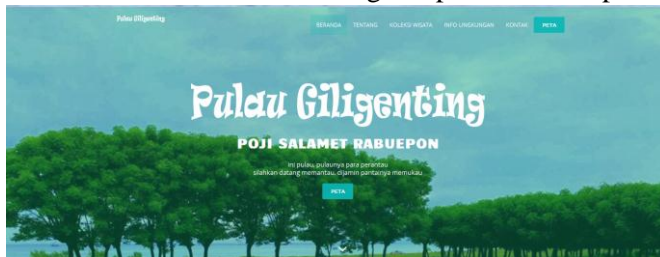 Pulau Giligenting
BERANDA TENTANG KOLEKSI WISATA INFO LINGKUNGAN KONTAK PETA
Pulau Giligenting
POJI SALAMET RABUEPON
ini pulau, pulaunya para perantau
silahkan datang memantau, dijamin pantainya memukau
PETA